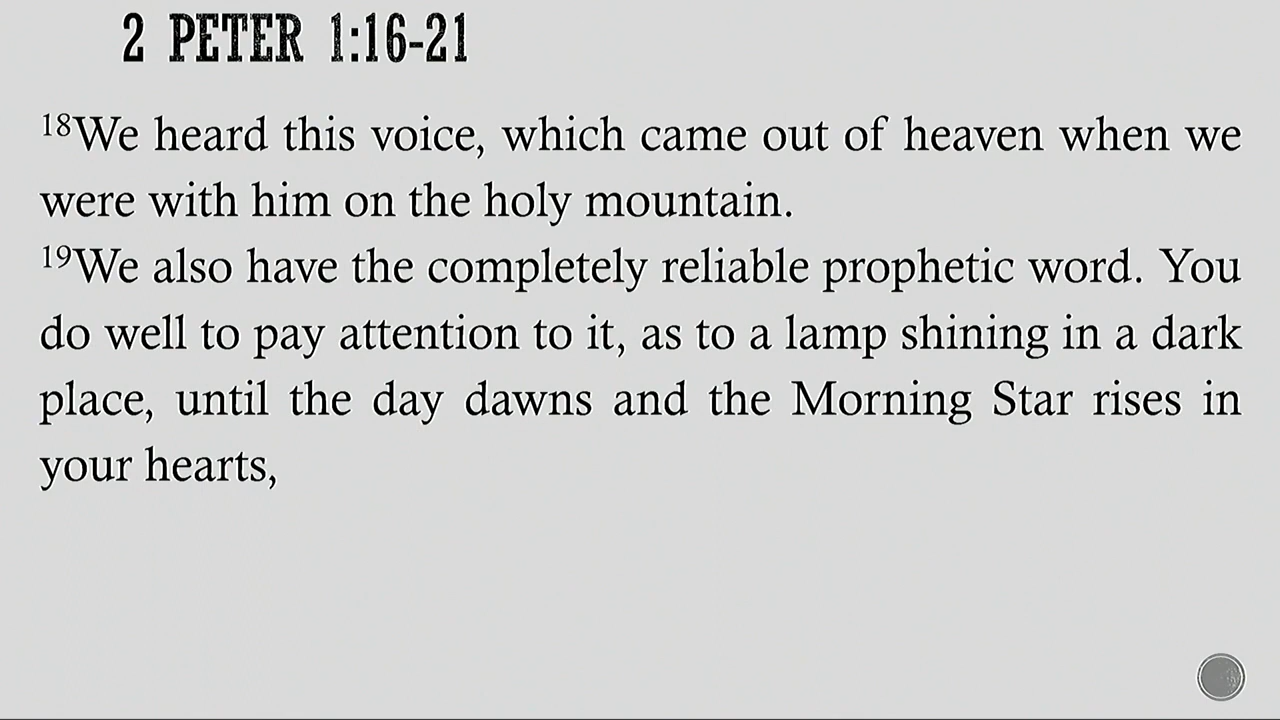 2 PETER 1:16-21
18We heard this voice, which came out of heaven when we
were with him on the holy mountain.
19We also have the completely reliable prophetic word. You
do well to pay attention to it, as to a lamp shining in a dark
place, until the day dawns and the Morning Star rises in
your hearts,